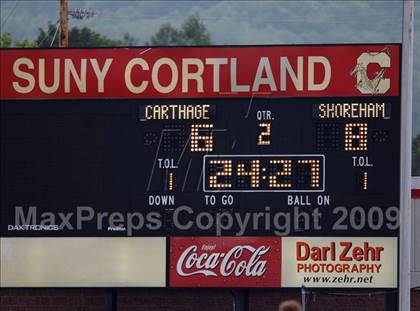 SUNY CORTLAND C
CARTHAGE QTR. SHOREHAM
6 2 8
T.O.L T.O.L
1 24:27 1
DOWN TO GO BALL ON
MaxPreps Copyright 2009
DAKTRONICS
Enjoy
Coca-Cola
Darl Zehr
PHOTOGRAPHY
www.zehr.net